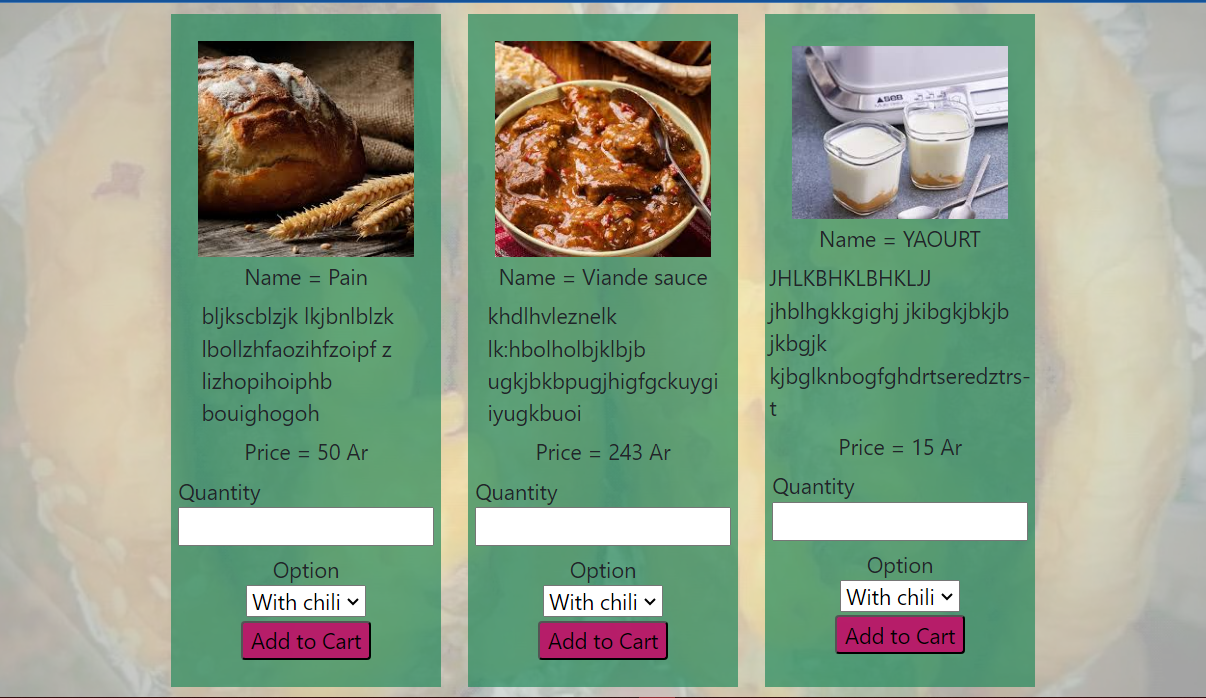 Name = Pain
bljkscblzjk lkjbnlblzk
lbollzhfaozihfzoipf z
lizhopihoiphb
bouighogoh
Price = 50 Ar
Quantity
Option
With chili
Add to Cart
Name = Viande sauce
khdlhvleznelk
lk:hbolholbjklbjb
ugkjbkbpugjhigfgckuygi
iyugkbuoi
Price = 243 Ar
Quantity
Option
With chili
Add to Cart
SEB
Name = YAOURT
JHLKBHKLBHKLJJ
jhblhgkkgighj jkibgkjbkjb
jkbgjk
kjbglknbogfghdrtseredztrs-
t
Price = 15 Ar
Quantity
Option
With chili
Add to Cart